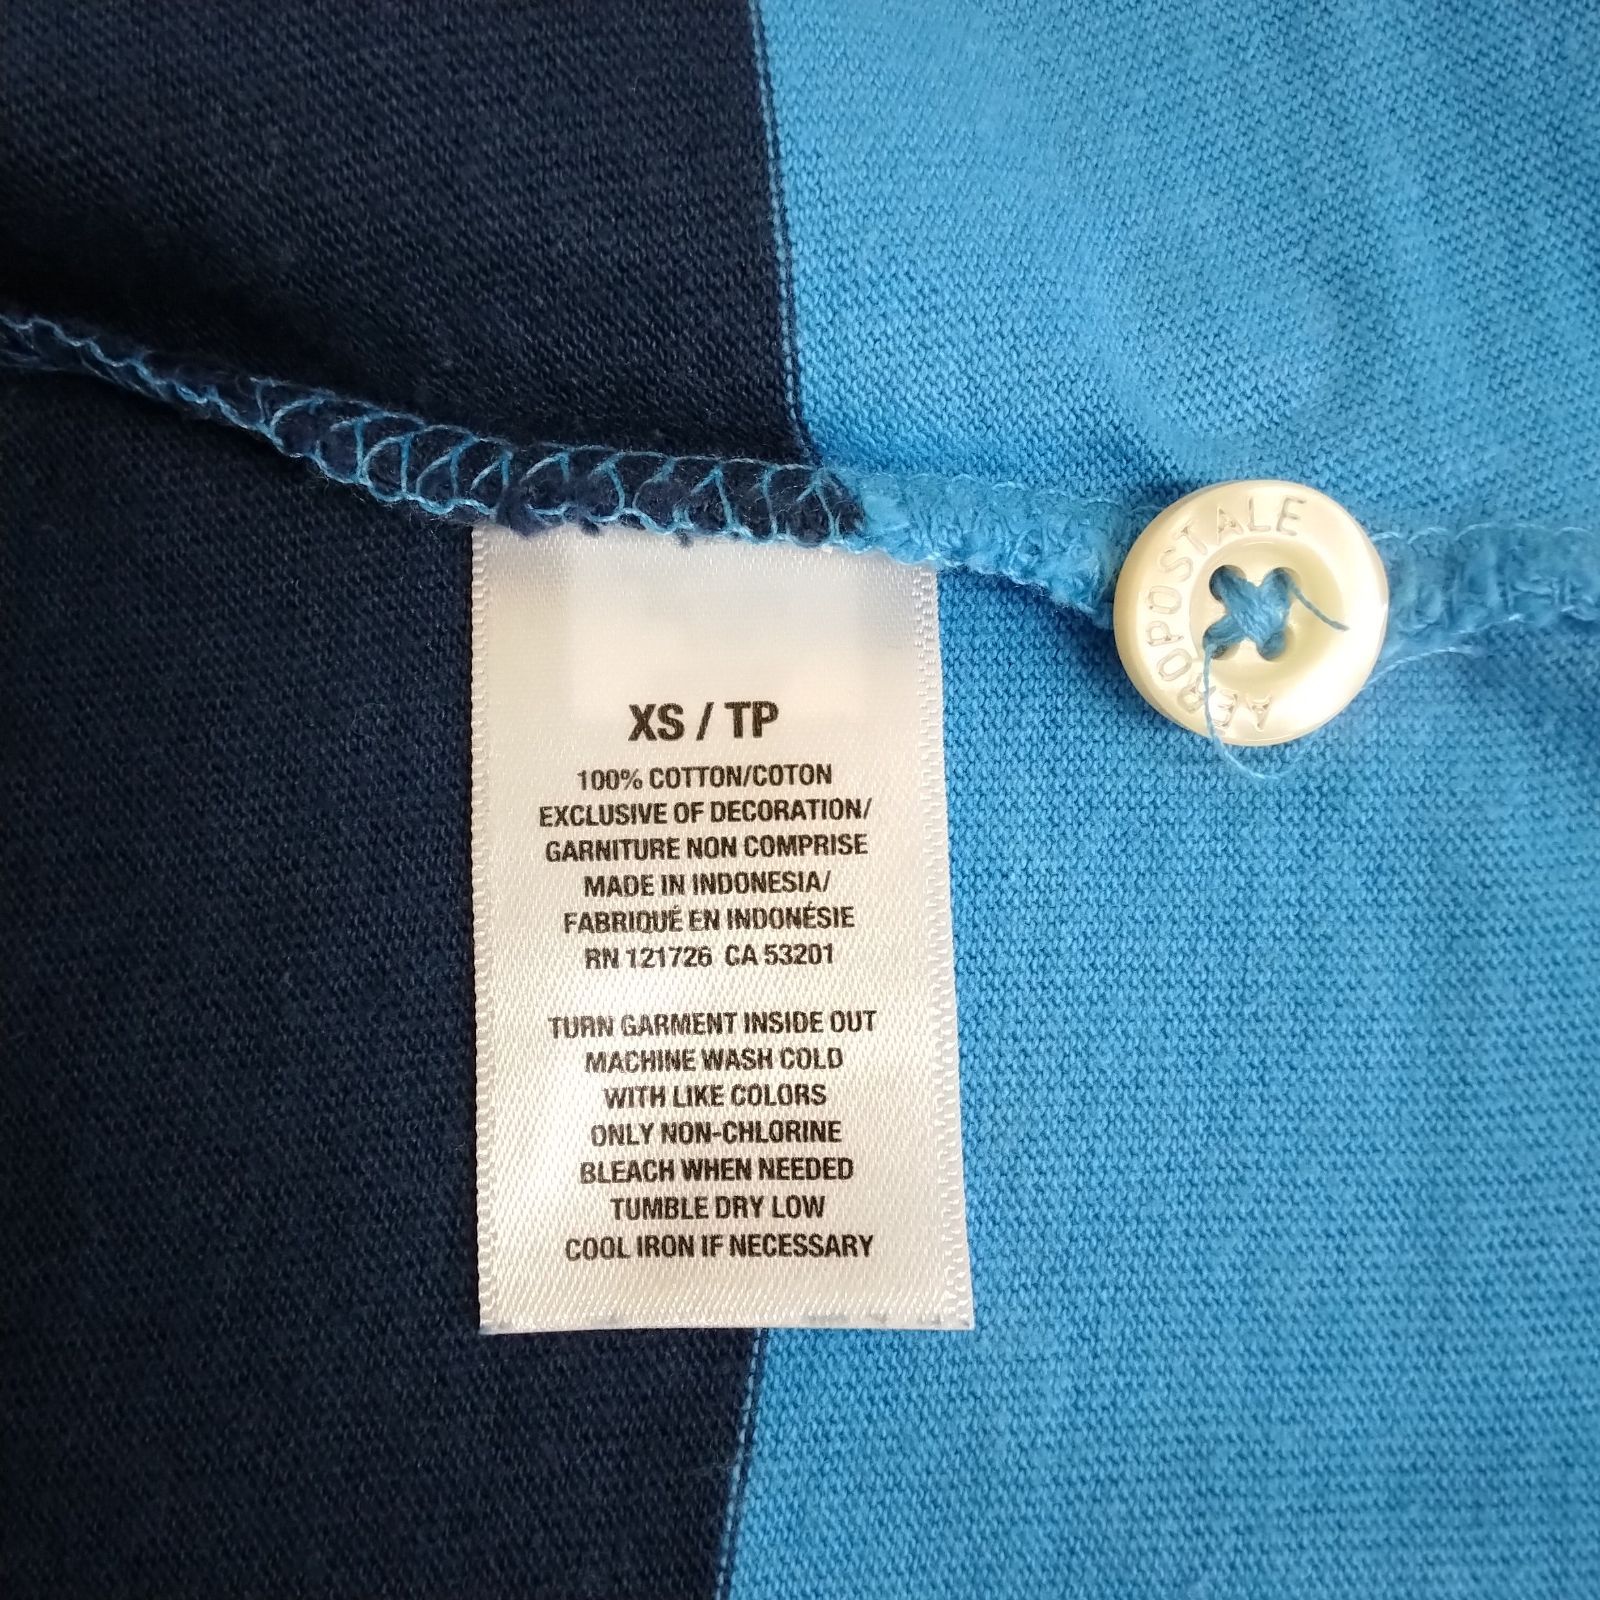 XS / TP
100% COTTON/COTON
EXCLUSIVE OF DECORATION/
GARNITURE NON COMPRISE
MADE IN INDONESIA/
FABRIQUÉ EN INDONÉSIE
RN 121726 CA 53201
TURN GARMENT INSIDE OUT
MACHINE WASH COLD
WITH LIKE COLORS
ONLY NON-CHLORINE
BLEACH WHEN NEEDED
TUMBLE DRY LOW
COOL IRON IF NECESSARY
AEROPOSTALE